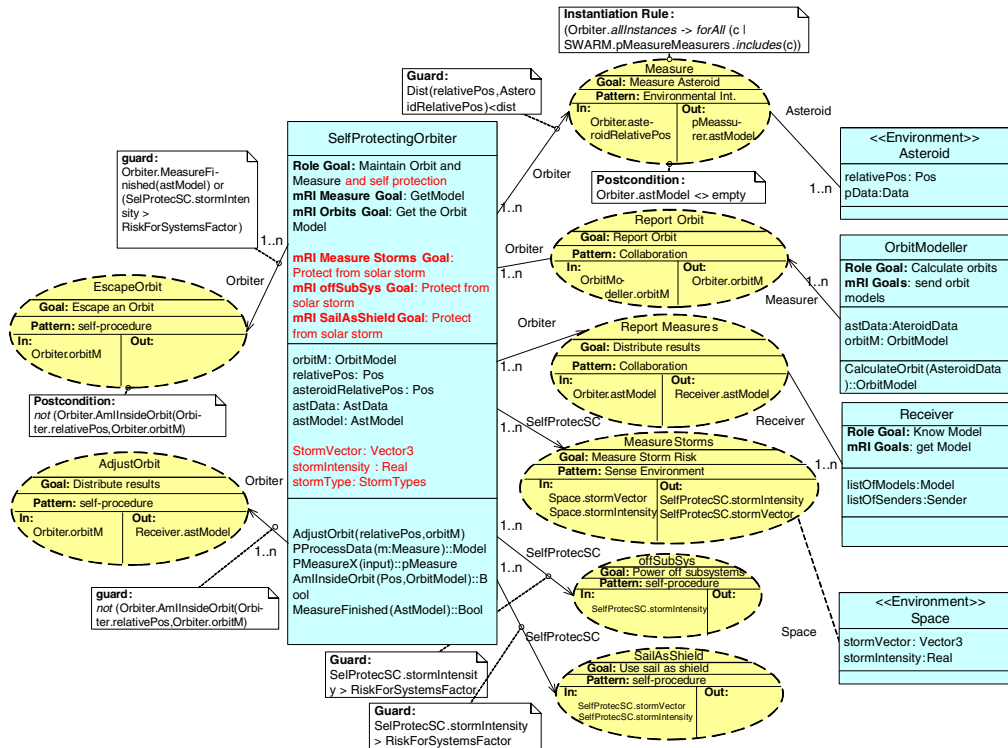 Instantiation Rule:
(Orbiter.allInstances -> forAll (c |
SWARM.pMeasureMeasurers .includes(c))
Guard:
Dist(relativePos,Astero
idRelativePos)<dist
Measure
Goal: Measure Asteroid
Pattern: Environmental Int.
In:
Orbiter.aste-
roidRelativePos
Out:
pMeassu-
rer.astModel
Asteroid
Orbiter
1..n
1..n
Postcondition:
Orbiter.astModel <> empty
<<Environment>>
Asteroid
relativePos: Pos
pData:Data
guard:
Orbiter.MeasureFi-
nished(astModel) or
(SelfProtecSC.stormInten
sity >
RiskForSystemsFactor)
1..n
Orbiter
SelfProtectingOrbiter
Role Goal: Maintain Orbit and
Measure and self protection
mRI Measure Goal: GetModel
mRI Orbits Goal: Get the Orbit
Model
mRI Measure Storms Goal:
Protect from solar storm
mRI offSubSys Goal: Protect from
solar storm
mRI SailAsShield Goal: Protect
from solar storm
orbitM: OrbitModel
relativePos: Pos
asteroidRelativePos: Pos
astData: AstData
astModel: AstModel
StormVector: Vector3
stormIntensity : Real
stormType: StormTypes
AdjustOrbit(relativePos,orbitM)
PProcessData(m:Measure)::Model
PMeasureX(input)::pMeasure
AmIInsideOrbit(Pos,OrbitModel)::B
ool
MeasureFinished(AstModel)::Bool
Report Orbit
Goal: Report Orbit
Pattern: Collaboration
In:
OrbitMo-
deller.orbitM
Out:
Orbiter.orbitM
Orbiter
1..n
Measurer
OrbitModeller
Role Goal: Calculate orbits
mRI Goals: send orbit
models
astData:AteroidData
orbitM: OrbitModel
CalculateOrbit(AsteroidData
)::OrbitModel
EscapeOrbit
Goal: Escape an Orbit
Pattern: self-procedure
In:
Orbiter.orbitM
Out:
Postcondition:
not (Orbiter.AmIInsideOrbit(Orbi-
ter.relativePos,Orbiter.orbitM)
Orbiter
1..n
Report Measures
Goal: Distribute results
Pattern: Collaboration
In:
Orbiter.astModel
Out:
Receiver.astModel
Receiver
1..n
Receiver
Role Goal: Know Model
mRI Goals: get Model
listOfModels:Model
listOfSenders:Sender
SelfProtecSC
1..n
MeasureStorms
Goal: Measure Storm Risk
Pattern: Sense Environment
In:
Space.stormVector
Space.stormIntensity
Out:
SelfProtecSC.stormIntensity
SelfProtecSC.stormVector
AdjustOrbit
Goal: Distribute results
Pattern: self-procedure
In:
Orbiter.orbitM
Out:
Receiver.astModel
Orbiter
1..n
guard:
not (Orbiter.AmIInsideOrbit(Orbi-
ter.relativePos,Orbiter.orbitM)
1..n
SelfProtecSC
offSubSys
Goal: Power off subsystems
Pattern: self-procedure
In:
SelfProtecSC.stormIntensity
Out:
1..n
SelfProtecSC
SailAsShield
Goal: Use sail as shield
Pattern: self-procedure
In:
SelfProtecSC.stormVector
SelfProtecSC.stormIntensity
Out:
Space
<<Environment>>
Space
stormVector: Vector3
stormIntensity:Real
Guard:
SelProtecSC.stormIntensit
y > RiskForSystemsFactor
Guard:
SelProtecSC.stormIntensity
> RiskForSystemsFactor